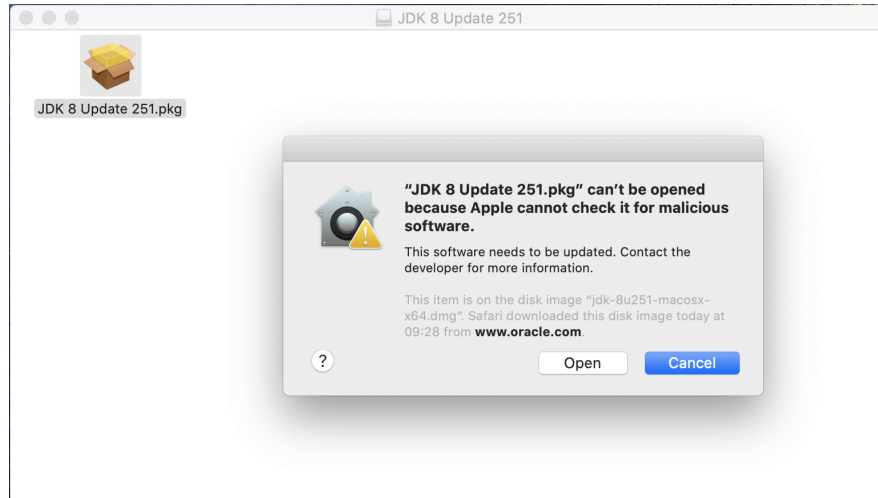 JDK 8 Update 251
JDK 8 Update 251.pkg
“JDK 8 Update 251.pkg” can’t be opened
because Apple cannot check it for malicious
software.
This software needs to be updated. Contact the
developer for more information.
This item is on the disk image “jdk-8u251-macosx-
x64.dmg”. Safari downloaded this disk image today at
09:28 from www.oracle.com.
?
Open
Cancel